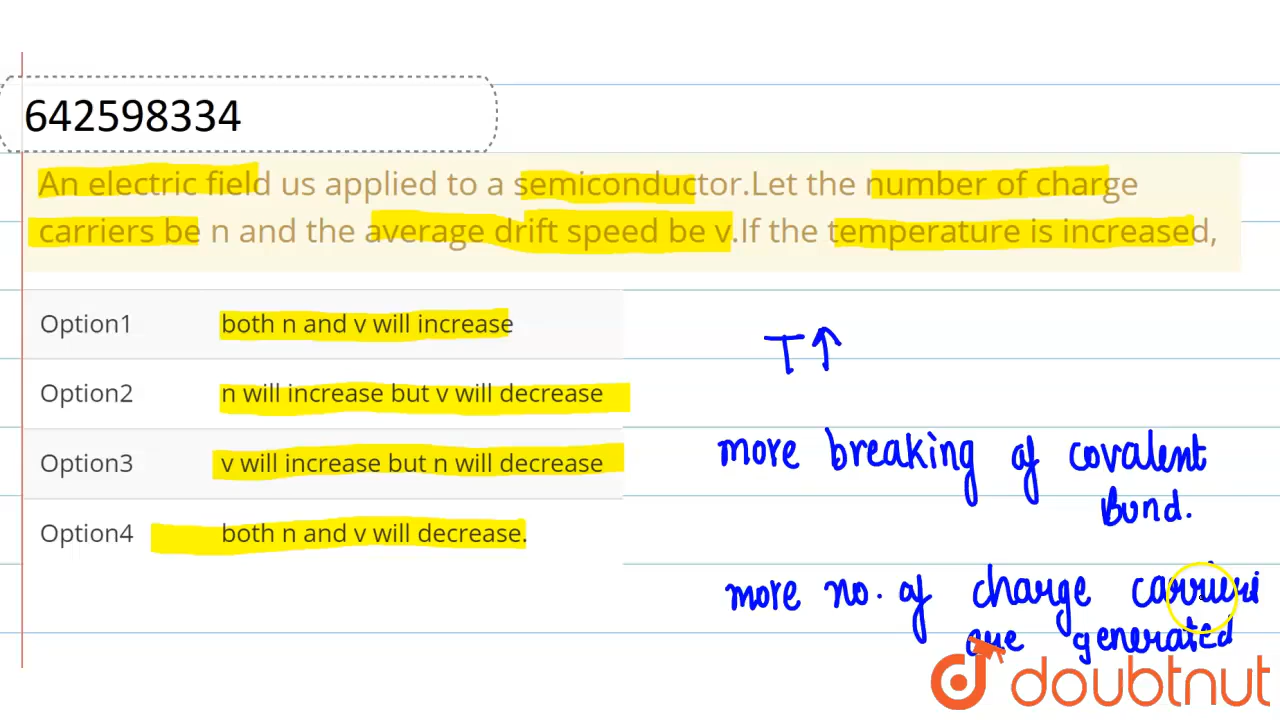 642598334
An electric field us applied to a semiconductor.Let the number of charge
carriers be n and the average drift speed be v.If the temperature is increased,
Option1 both n and v will increase
Option2 n will increase but v will decrease
Option3 v will increase but n will decrease
Option4 both n and v will decrease.
T↑
more breaking of covalent
Bond.
more no. of charge carriers
are generated
doubtnut